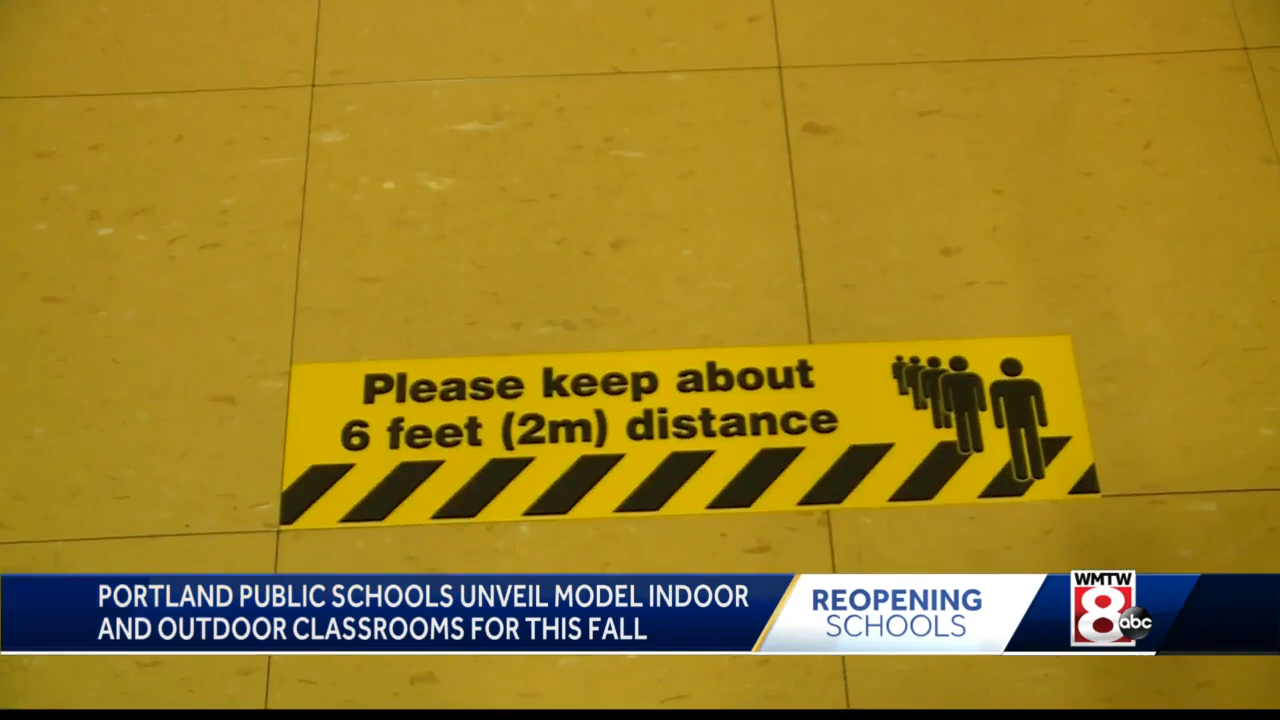 Please keep about
6 feet (2m) distance
PORTLAND PUBLIC SCHOOLS UNVEIL MODEL INDOOR
AND OUTDOOR CLASSROOMS FOR THIS FALL
REOPENING
SCHOOLS
WMTW
8
abc